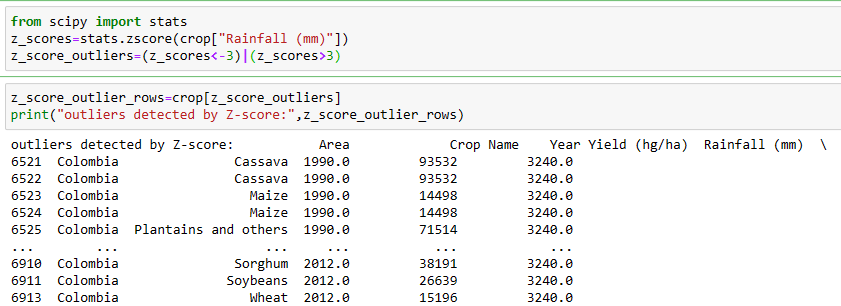 from scipy import stats
z_scores=stats.zscore(crop["Rainfall (mm)"])
z_score_outliers=(z_scores<-3)|(z_scores>3)
z_score_outlier_rows=crop[z_score_outliers]
print("outliers detected by Z-score:",z_score_outlier_rows)
outliers detected by Z-score:           Area                Crop Name    Year Yield (hg/ha)  Rainfall (mm)  \
6521  Colombia               Cassava  1990.0         93532         3240.0
6522  Colombia               Cassava  1990.0         93532         3240.0
6523  Colombia                 Maize  1990.0         14498         3240.0
6524  Colombia                 Maize  1990.0         14498         3240.0
6525  Colombia  Plantains and others  1990.0         71514         3240.0
...        ...                   ...     ...           ...            ...
6910  Colombia               Sorghum  2012.0         38191         3240.0
6911  Colombia              Soybeans  2012.0         26639         3240.0
6913  Colombia                 Wheat  2012.0         15196         3240.0